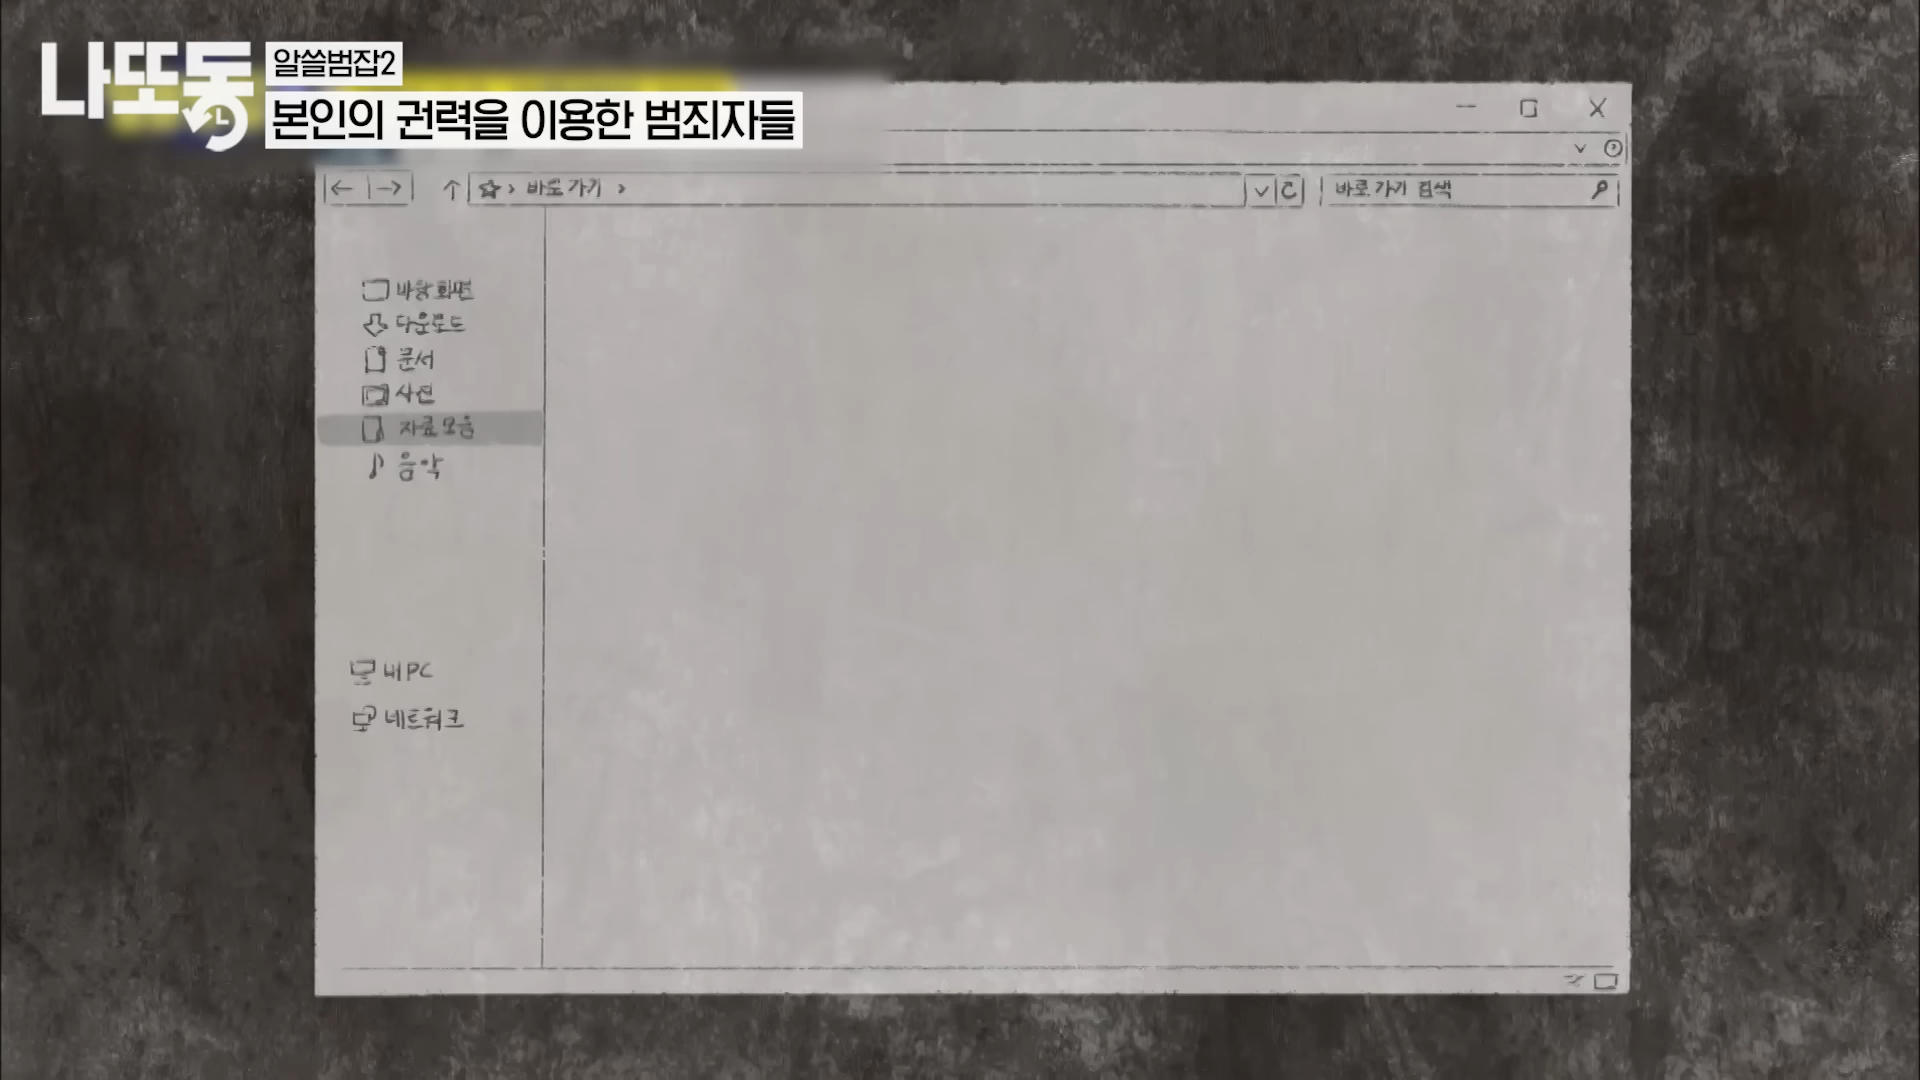 나또동
알쓸범잡2
본인의 권력을 이용한 범죄자들
바로 가기
바로 가기 검색
바탕 화면
다운로드
문서
사진
자료모음
음악
내 PC
네트워크